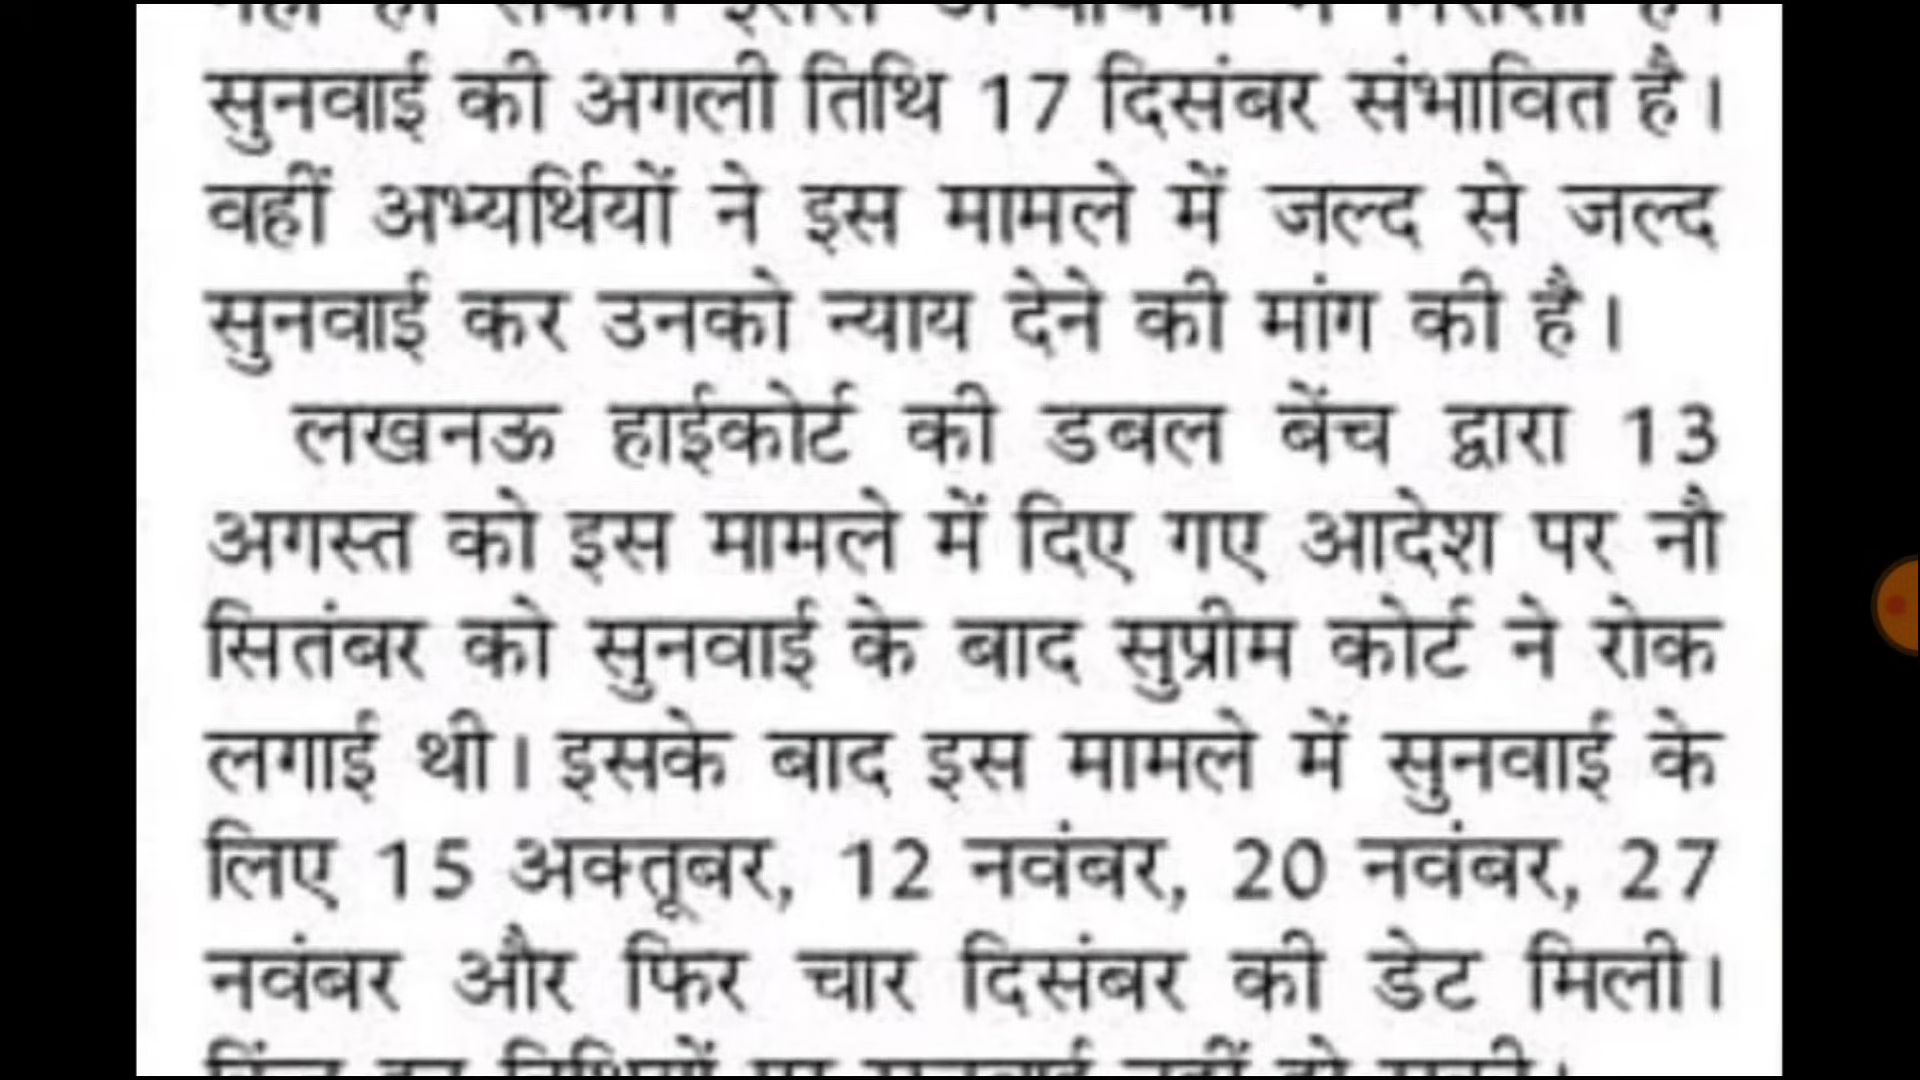 सुनवाई की अगली तिथि 17 दिसंबर संभावित है।
वहीं अभ्यर्थियों ने इस मामले में जल्द से जल्द
सुनवाई कर उनको न्याय देने की मांग की है।
लखनऊ हाईकोर्ट की डबल बेंच द्वारा 13
अगस्त को इस मामले में दिए गए आदेश पर नौ
सितंबर को सुनवाई के बाद सुप्रीम कोर्ट ने रोक
लगाई थी। इसके बाद इस मामले में सुनवाई के
लिए 15 अक्तूबर, 12 नवंबर, 20 नवंबर, 27
नवंबर और फिर चार दिसंबर की डेट मिली।